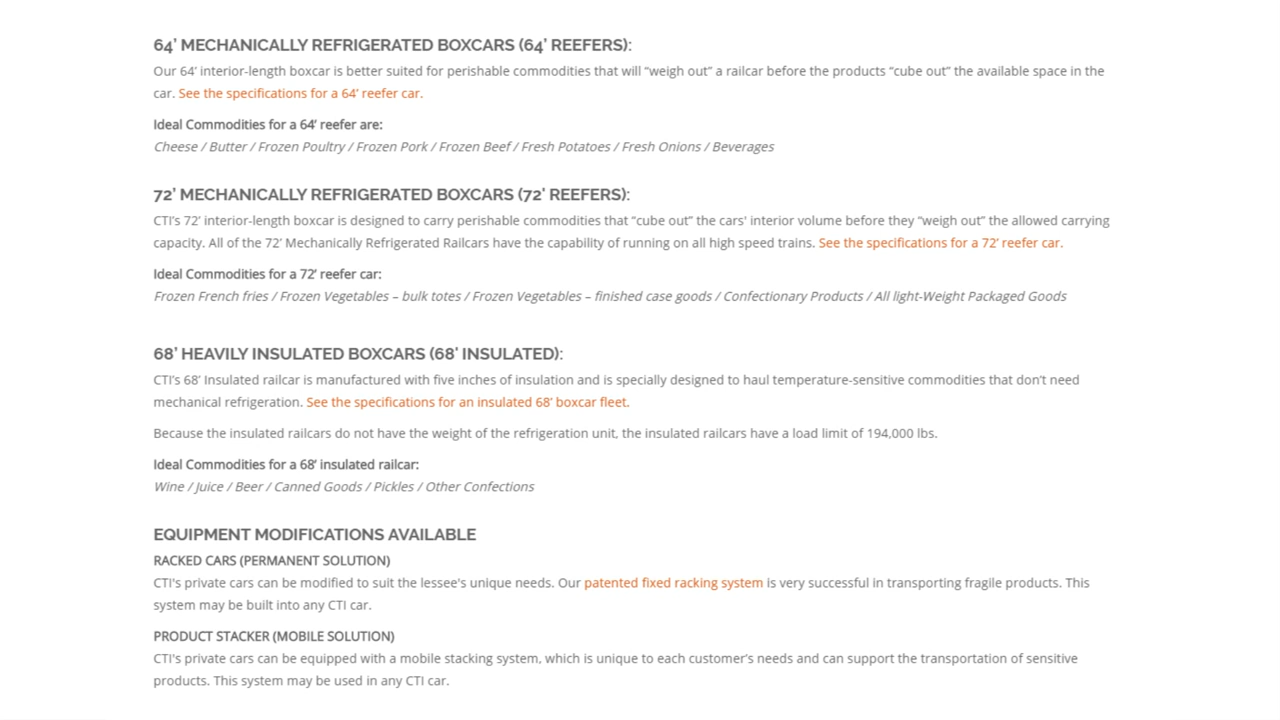 64’ MECHANICALLY REFRIGERATED BOXCARS (64’ REEFERS):
Our 64’ interior-length boxcar is better suited for perishable commodities that will “weigh out” a railcar before the products “cube out” the available space in the
car. See the specifications for a 64’ reefer car.
Ideal Commodities for a 64’ reefer are:
Cheese / Butter / Frozen Poultry / Frozen Pork / Frozen Beef / Fresh Potatoes / Fresh Onions / Beverages
72’ MECHANICALLY REFRIGERATED BOXCARS (72’ REEFERS):
CTI’s 72’ interior-length boxcar is designed to carry perishable commodities that “cube out” the cars’ interior volume before they “weigh out” the allowed carrying
capacity. All of the 72’ Mechanically Refrigerated Railcars have the capability of running on all high speed trains. See the specifications for a 72’ reefer car.
Ideal Commodities for a 72’ reefer car:
Frozen French fries / Frozen Vegetables – bulk totes / Frozen Vegetables – finished case goods / Confectionary Products / All light-Weight Packaged Goods
68’ HEAVILY INSULATED BOXCARS (68’ INSULATED):
CTI’s 68’ Insulated railcar is manufactured with five inches of insulation and is specially designed to haul temperature-sensitive commodities that don’t need
mechanical refrigeration. See the specifications for an insulated 68’ boxcar fleet.
Because the insulated railcars do not have the weight of the refrigeration unit, the insulated railcars have a load limit of 194,000 lbs.
Ideal Commodities for a 68’ insulated railcar:
Wine / Juice / Beer / Canned Goods / Pickles / Other Confections
EQUIPMENT MODIFICATIONS AVAILABLE
RACKED CARS (PERMANENT SOLUTION)
CTI's private cars can be modified to suit the lessee's unique needs. Our patented fixed racking system is very successful in transporting fragile products. This
system may be built into any CTI car.
PRODUCT STACKER (MOBILE SOLUTION)
CTI's private cars can be equipped with a mobile stacking system, which is unique to each customer’s needs and can support the transportation of sensitive
products. This system may be used in any CTI car.